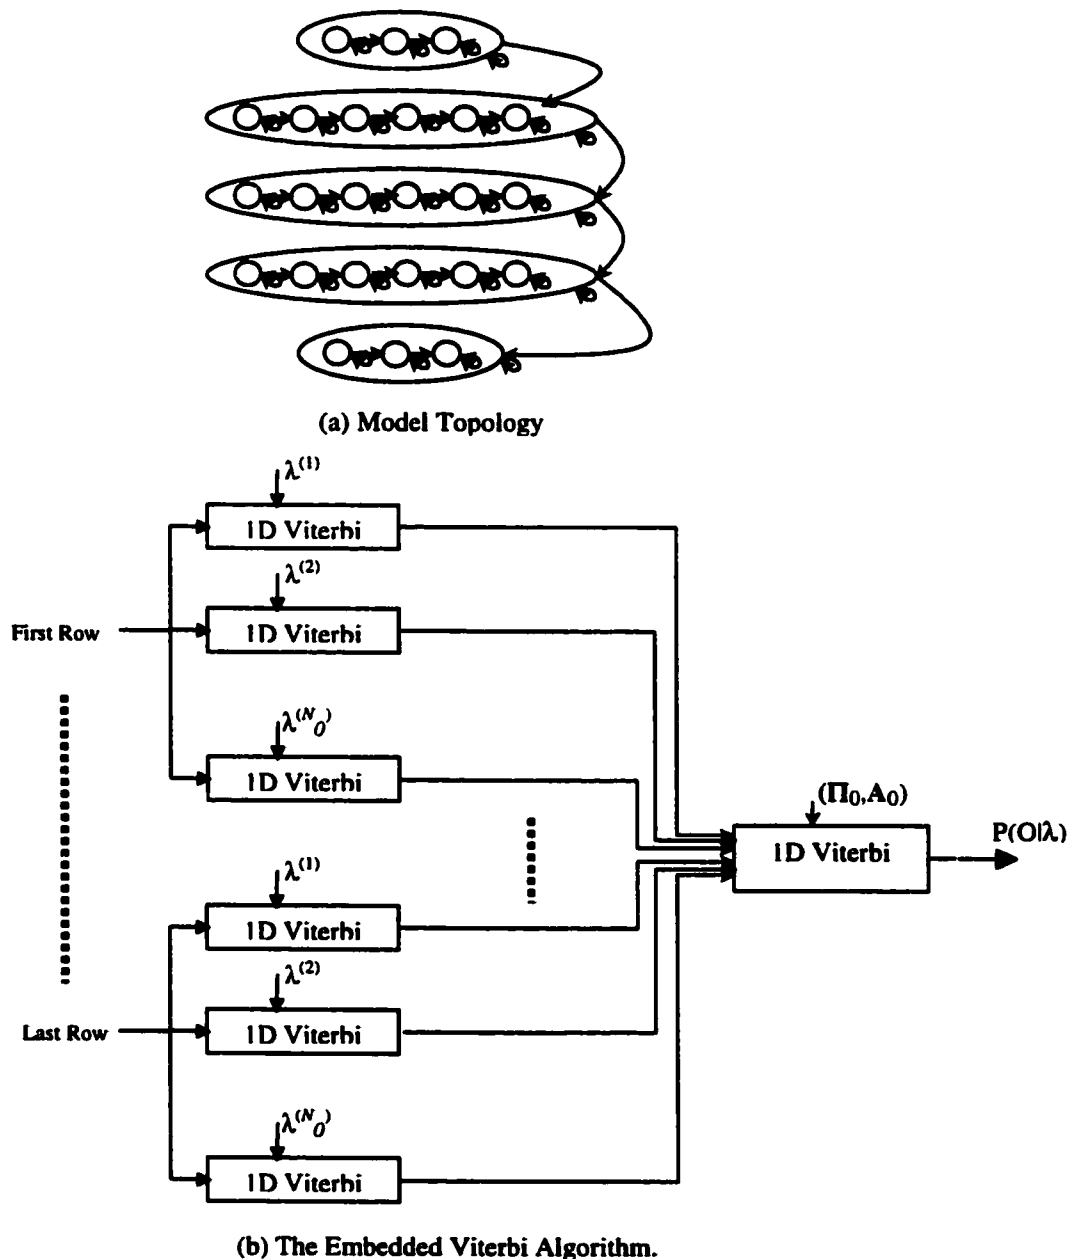 (a) Model Topology
λ(1)
1D Viterbi
λ(2)
1D Viterbi
First Row
λ(N0)
1D Viterbi
(Π0,A0)
1D Viterbi
P(O|λ)
λ(1)
1D Viterbi
λ(2)
1D Viterbi
Last Row
λ(N0)
1D Viterbi
(b) The Embedded Viterbi Algorithm.